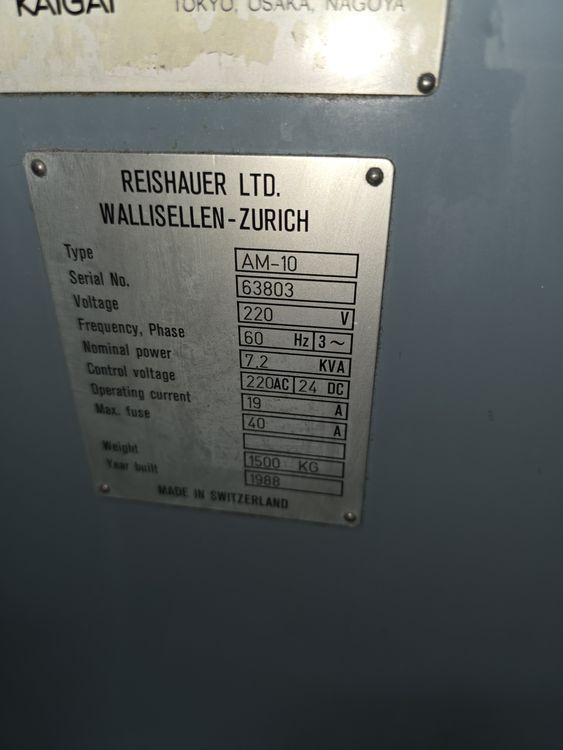 KAIGAI TOKYO, OSAKA, NAGOYA
REISHAUER LTD.
WALLISELLEN-ZURICH
Type AM-10
Serial No. 63803
Voltage 220 V
Frequency, Phase 60 Hz 3~
Nominal power 7,2 KVA
Control voltage 220AC 24 DC
Operating current 19 A
Max. fuse 40 A
Weight 1500 KG
Year built 1988
MADE IN SWITZERLAND